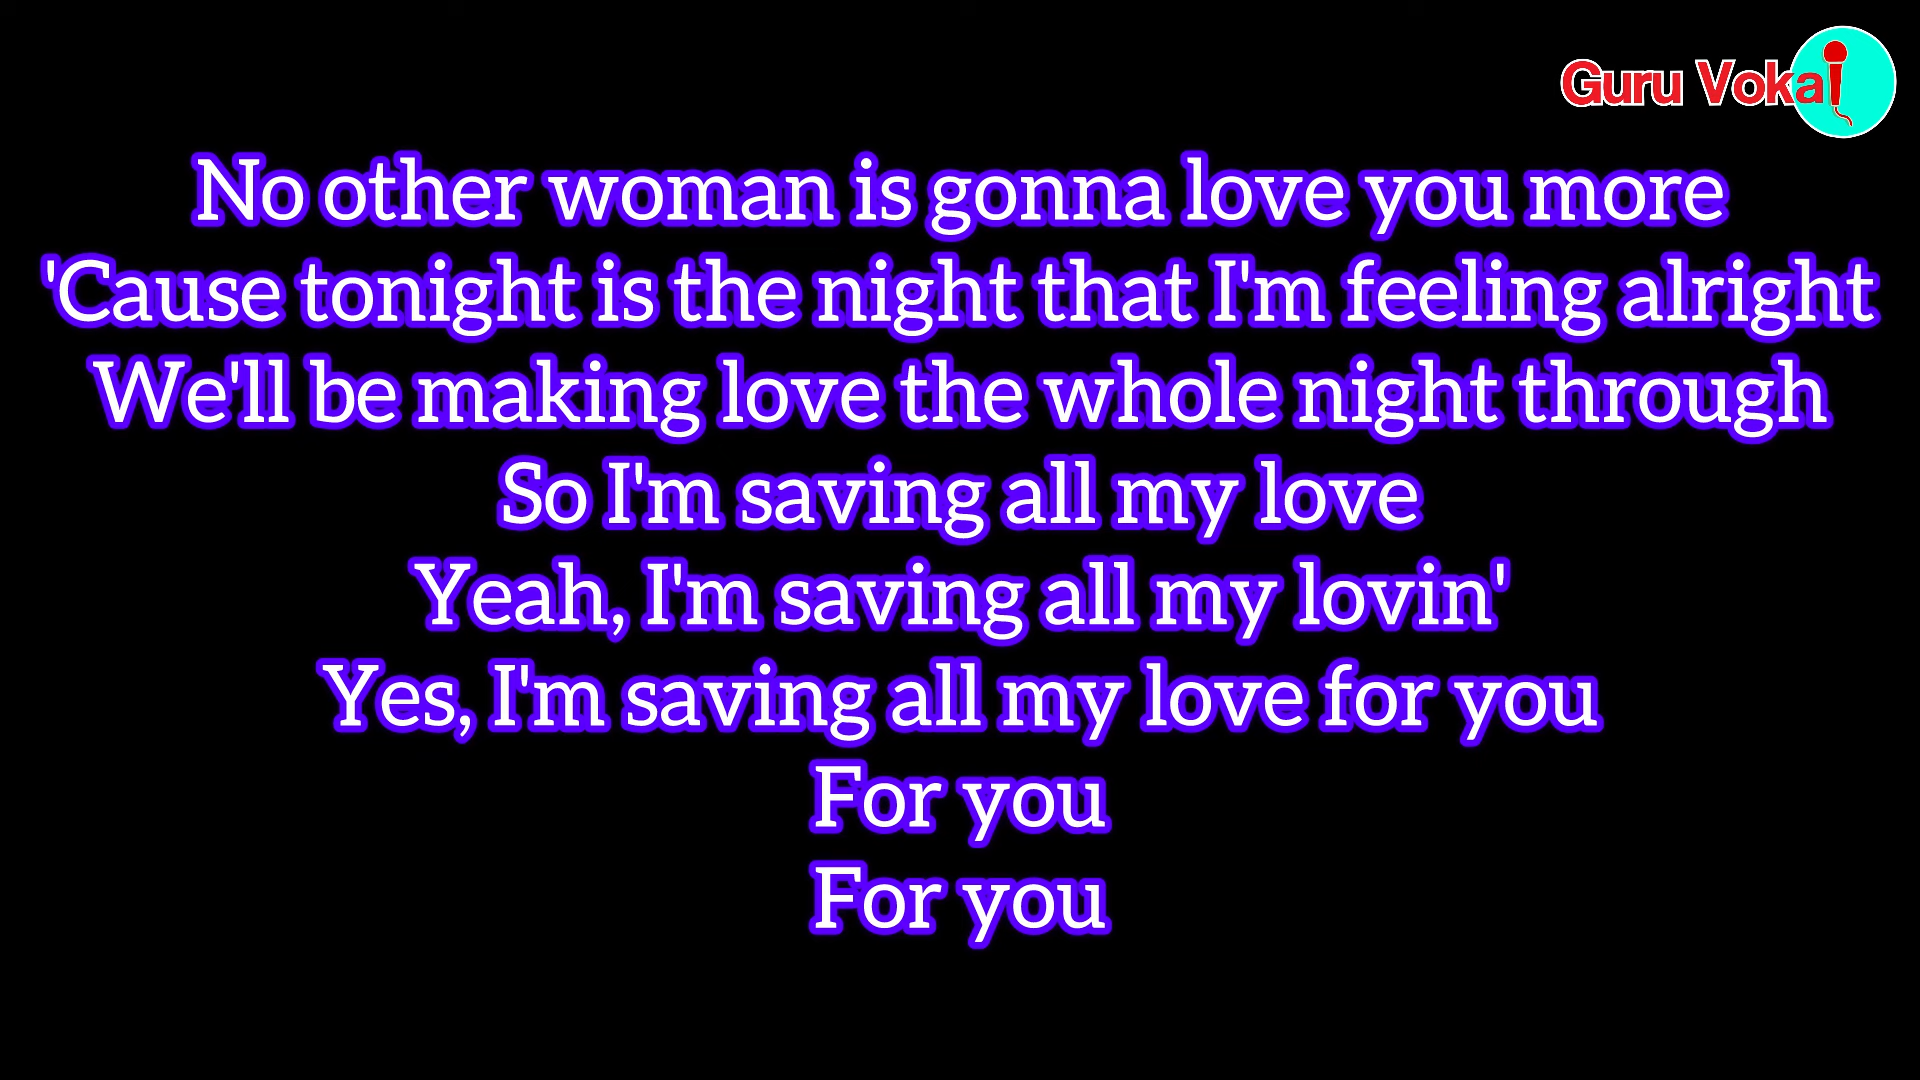 Guru Vokal
No other woman is gonna love you more
'Cause tonight is the night that I'm feeling alright
We'll be making love the whole night through
So I'm saving all my love
Yeah, I'm saving all my lovin'
Yes, I'm saving all my love for you
For you
For you